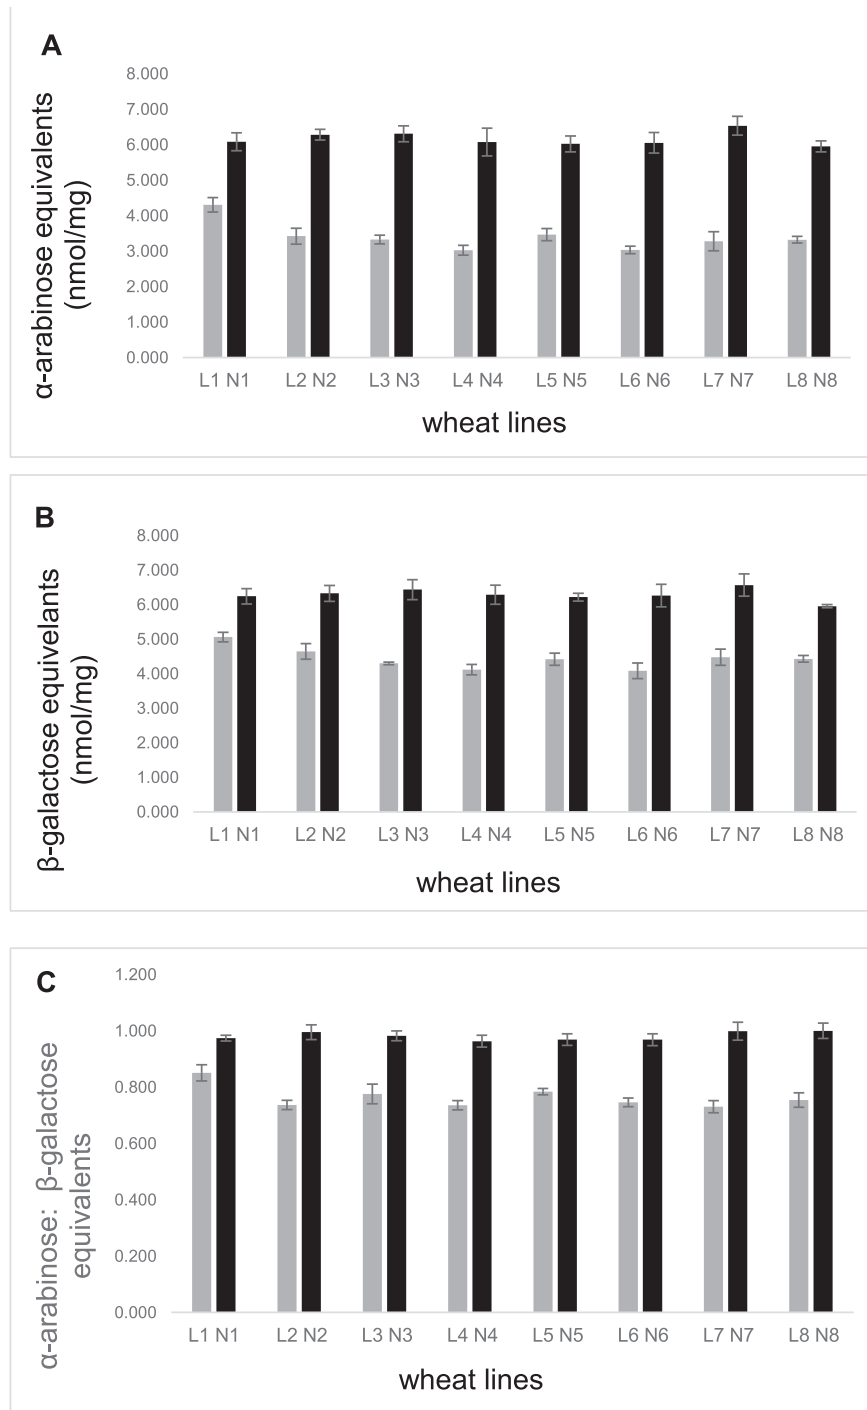 A
α-arabinose equivalents
(nmol/mg)
8.000
7.000
6.000
5.000
4.000
3.000
2.000
1.000
0.000
L1 N1 L2 N2 L3 N3 L4 N4 L5 N5 L6 N6 L7 N7 L8 N8
wheat lines
B
β-galactose equivelants
(nmol/mg)
8.000
7.000
6.000
5.000
4.000
3.000
2.000
1.000
0.000
L1 N1 L2 N2 L3 N3 L4 N4 L5 N5 L6 N6 L7 N7 L8 N8
wheat lines
C
α-arabinose: β-galactose
equivalents
1.200
1.000
0.800
0.600
0.400
0.200
0.000
L1 N1 L2 N2 L3 N3 L4 N4 L5 N5 L6 N6 L7 N7 L8 N8
wheat lines